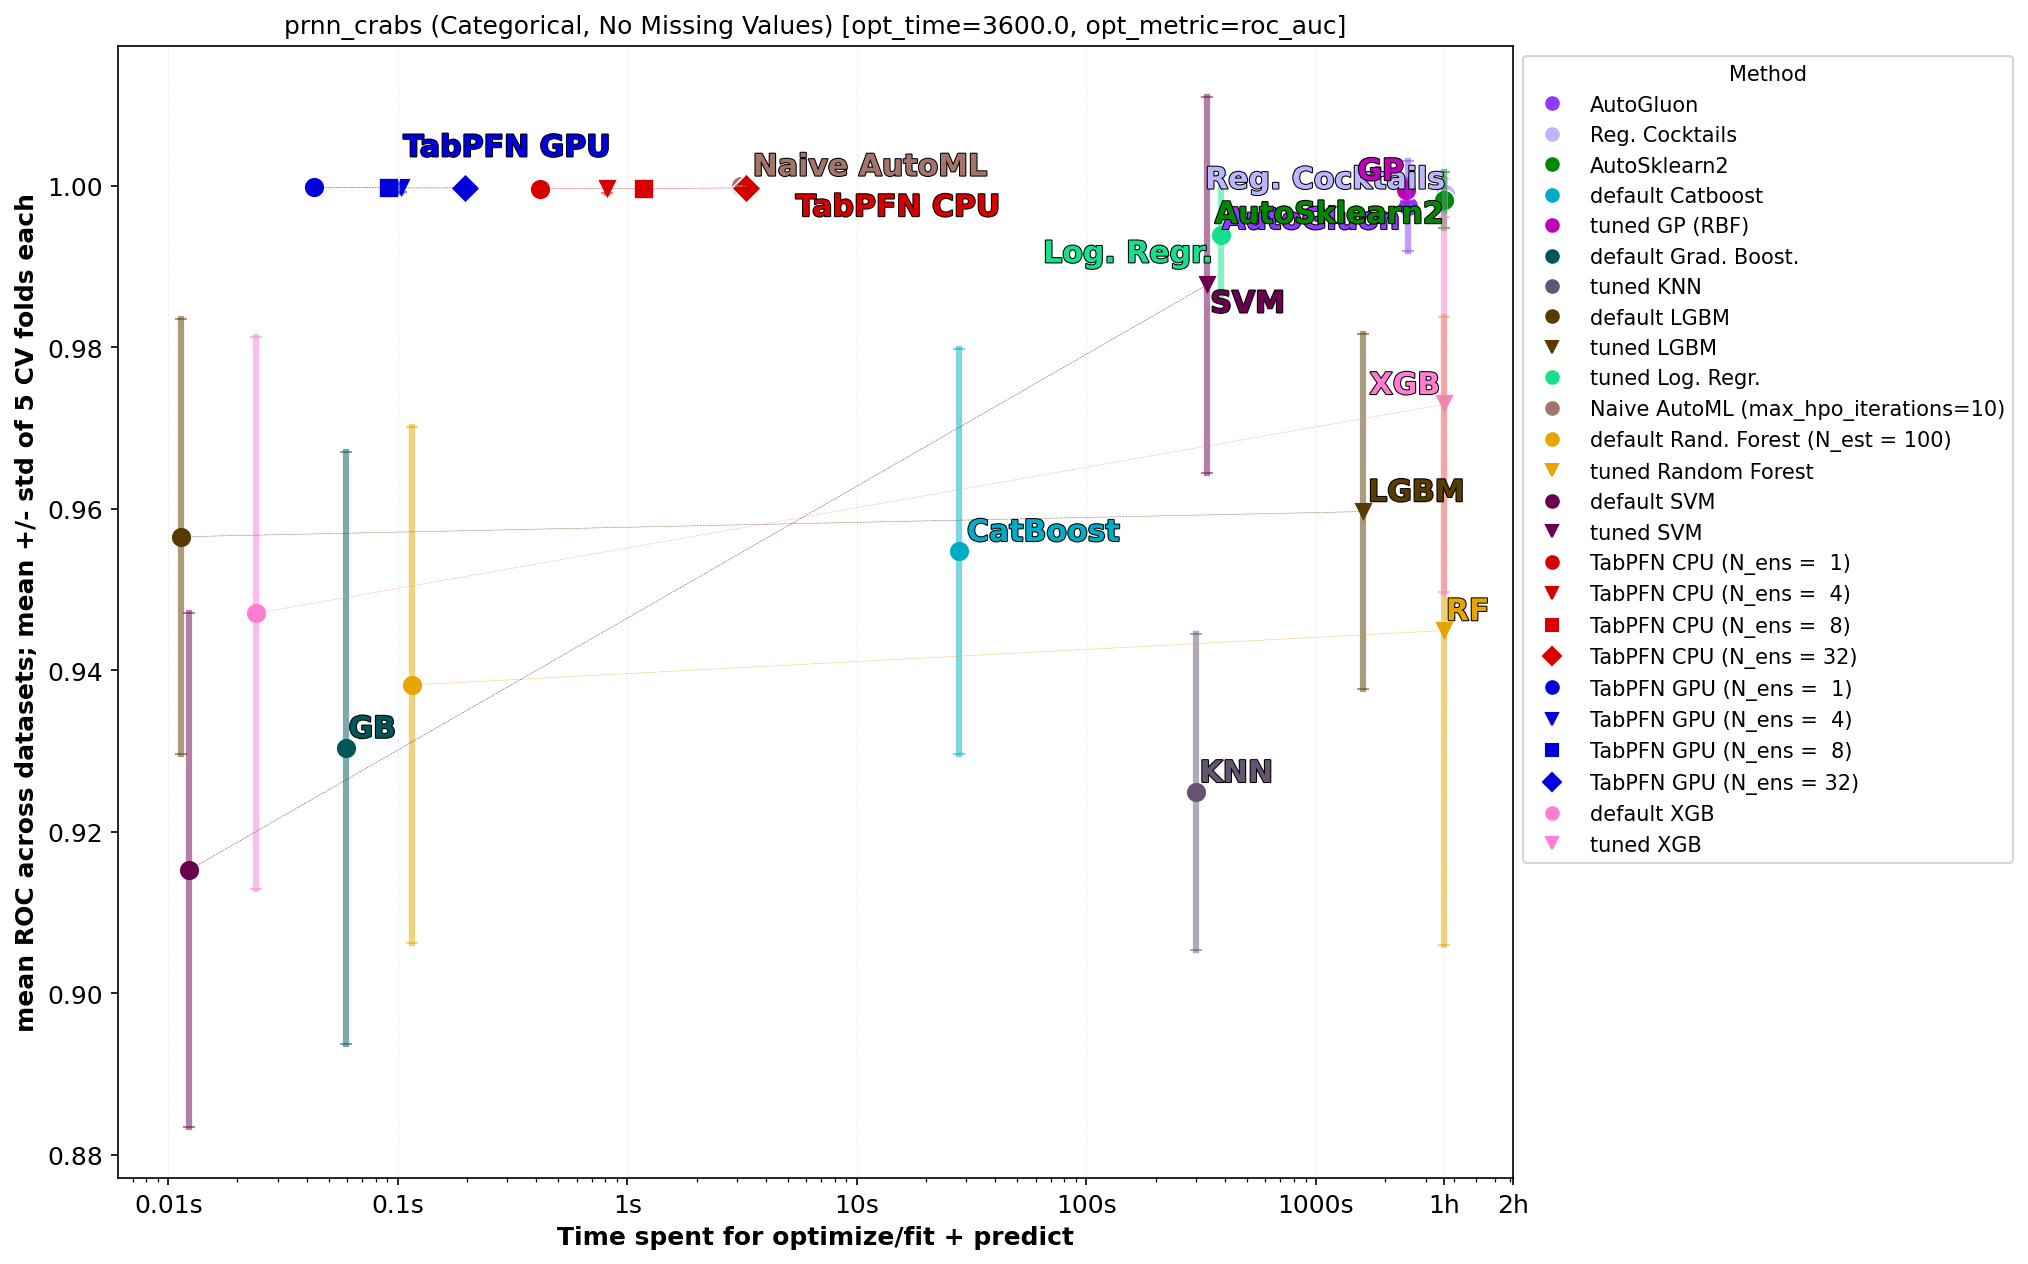 prnn_crabs (Categorical, No Missing Values) [opt_time=3600.0, opt_metric=roc_auc]
mean ROC across datasets; mean +/- std of 5 CV folds each
1.00
0.98
0.96
0.94
0.92
0.90
0.88
TabPFN GPU
Naive AutoML
TabPFN CPU
GP
Reg. Cocktails
AutoSklearn2
AutoGluon
Log. Regr.
SVM
XGB
LGBM
CatBoost
RF
GB
KNN
0.01s
0.1s
1s
10s
100s
1000s
1h
2h
Time spent for optimize/fit + predict
Method
AutoGluon
Reg. Cocktails
AutoSklearn2
default Catboost
tuned GP (RBF)
default Grad. Boost.
tuned KNN
default LGBM
tuned LGBM
tuned Log. Regr.
Naive AutoML (max_hpo_iterations=10)
default Rand. Forest (N_est = 100)
tuned Random Forest
default SVM
tuned SVM
TabPFN CPU (N_ens =  1)
TabPFN CPU (N_ens =  4)
TabPFN CPU (N_ens =  8)
TabPFN CPU (N_ens = 32)
TabPFN GPU (N_ens =  1)
TabPFN GPU (N_ens =  4)
TabPFN GPU (N_ens =  8)
TabPFN GPU (N_ens = 32)
default XGB
tuned XGB